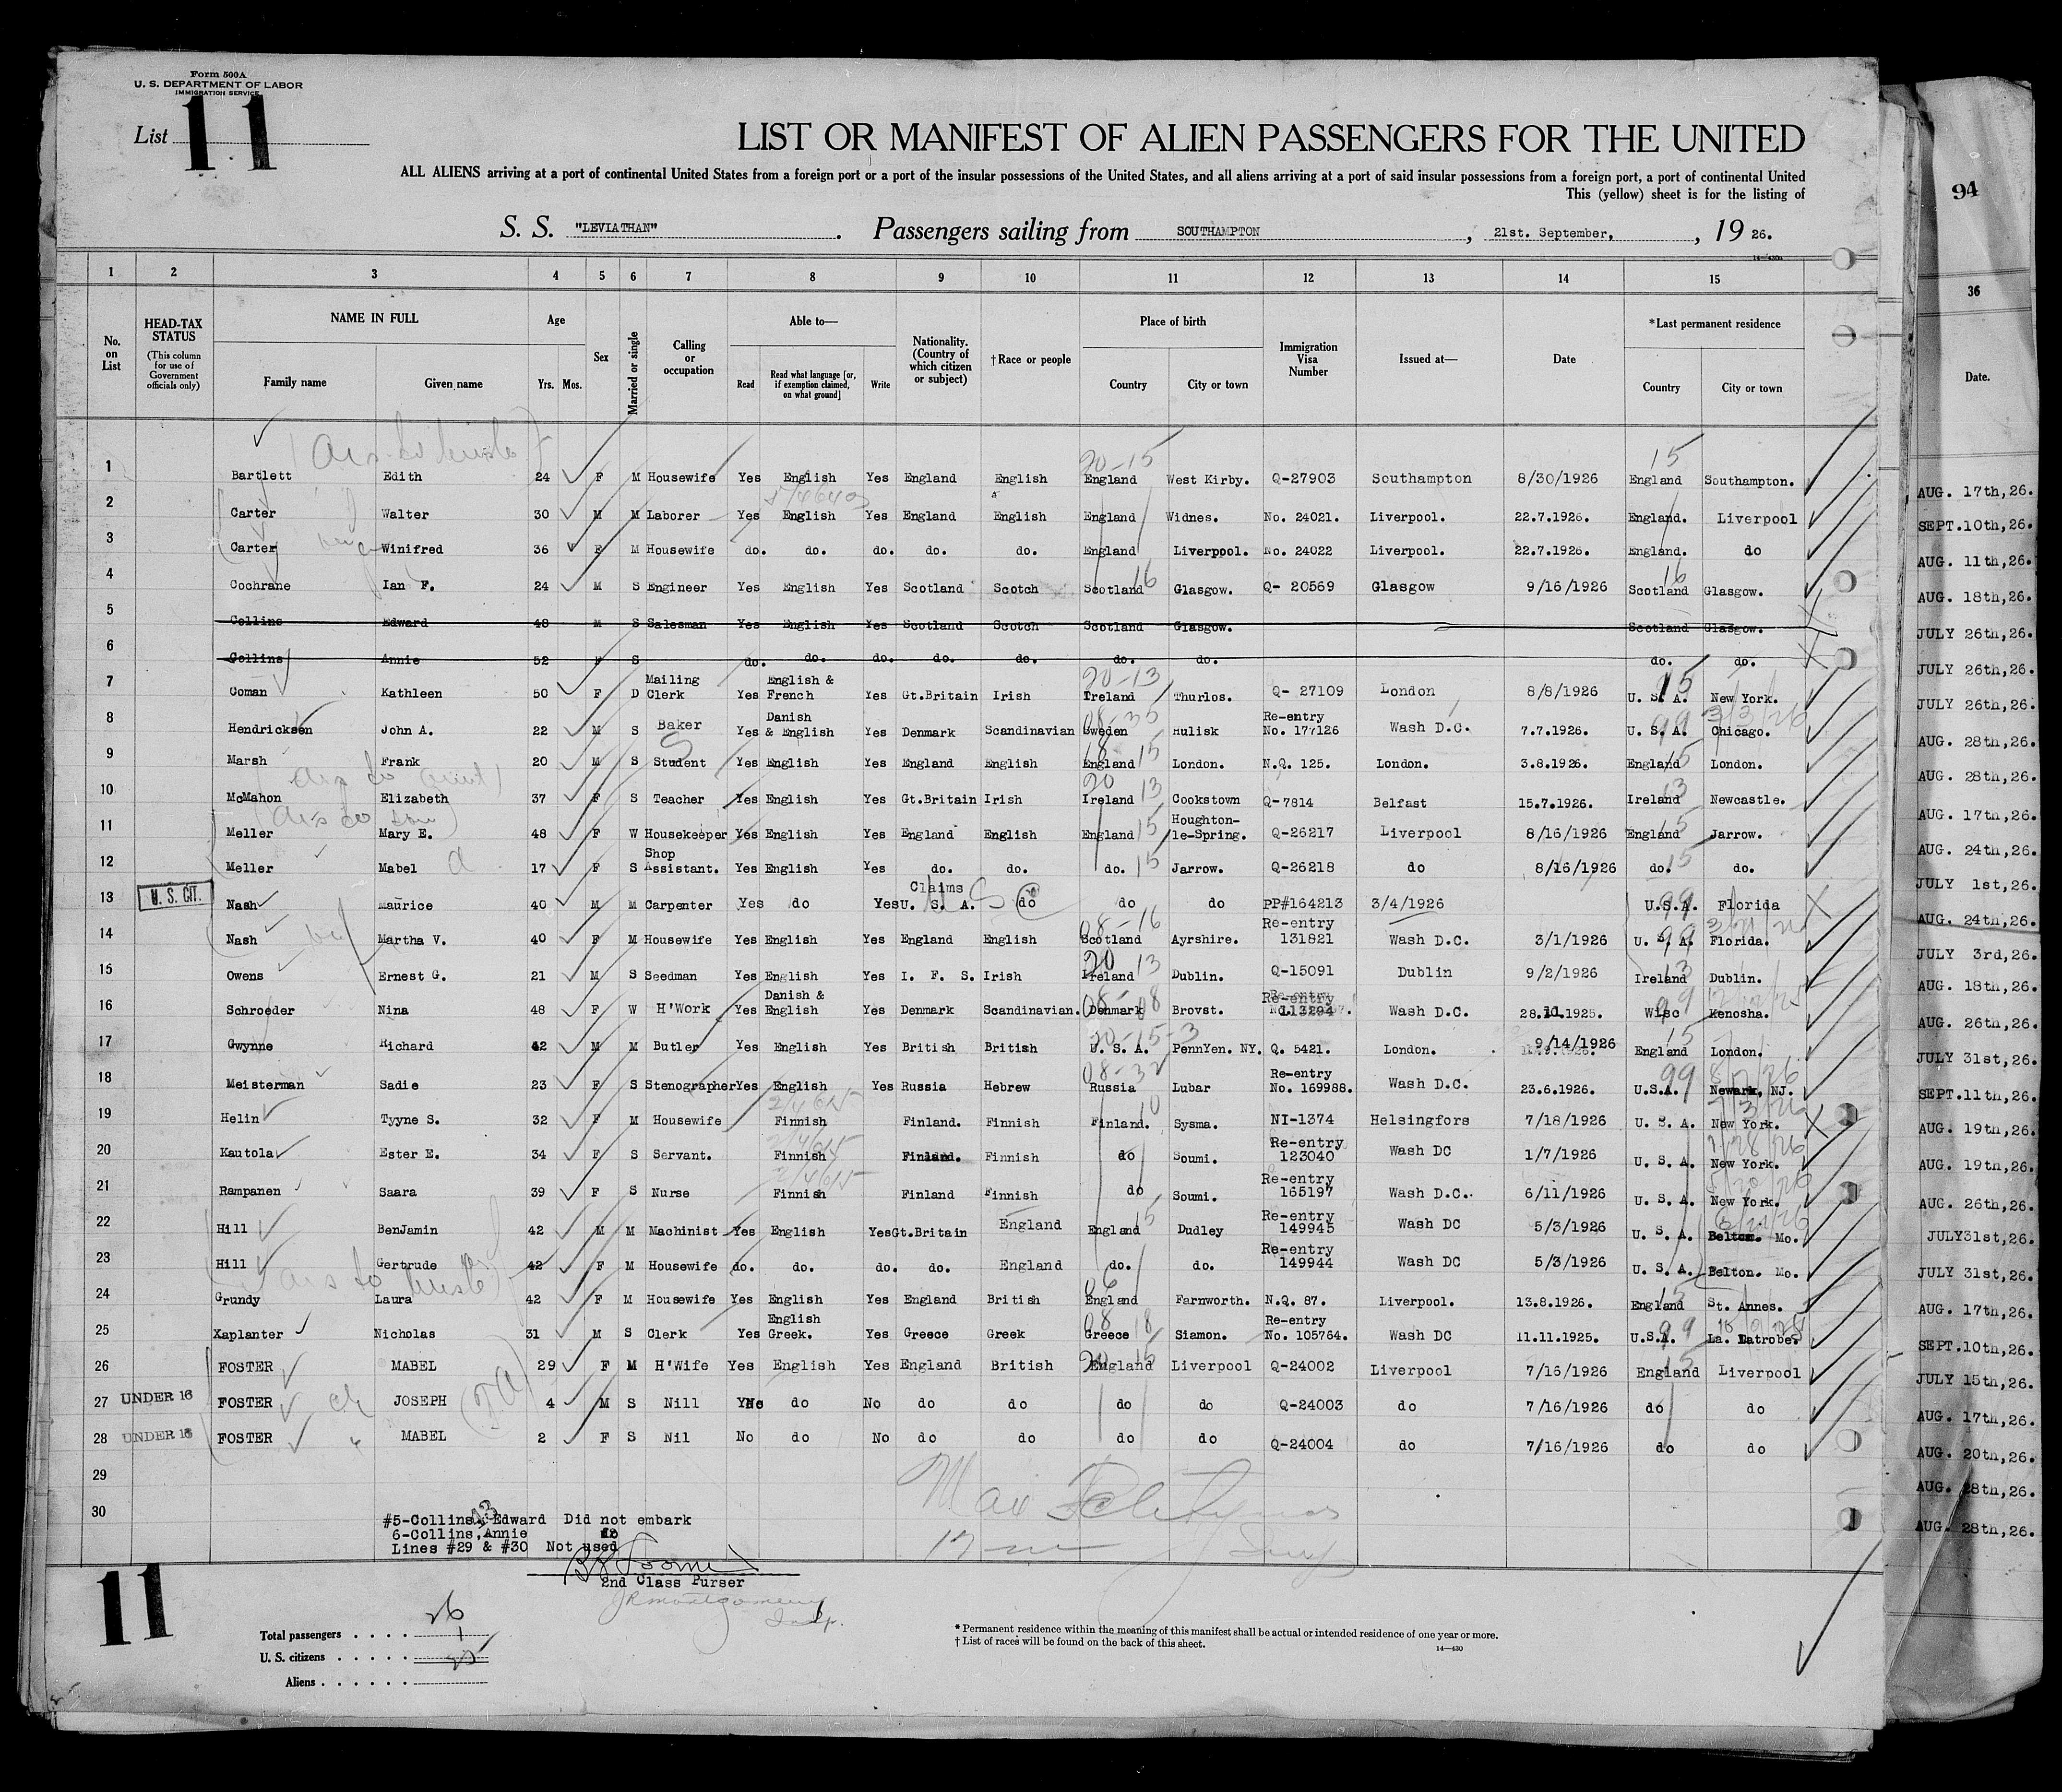 Form 500A
U. S. DEPARTMENT OF LABOR
IMMIGRATION SERVICE
List 11
LIST OR MANIFEST OF ALIEN PASSENGERS FOR THE UNITED
ALL ALIENS arriving at a port of continental United States from a foreign port or a port of the insular possessions of the United States, and all aliens arriving at a port of said insular possessions from a foreign port, a port of continental United
This (yellow) sheet is for the listing of
S. S. "LEVIATHAN". Passengers sailing from SOUTHAMPTON, 21st. September, , 19 26.
1 2 3 4 5 6 7 8 9 10 11 12 13 14 15
No. on List
HEAD-TAX STATUS (This column for use of Government officials only)
NAME IN FULL Family name Given name
Age Yrs. Mos.
Sex
Married or single
Calling or occupation
Able to— Read Read what language [or, if exemption claimed, on what ground] Write
Nationality. (Country of which citizen or subject)
†Race or people
Place of birth Country City or town
Immigration Visa Number
Issued at—
Date
*Last permanent residence Country City or town
1 Bartlett Edith 24 F M Housewife Yes English Yes England English England West Kirby. Q-27903 Southampton 8/30/1926 England Southampton.
2 Carter Walter 30 M M Laborer Yes English Yes England English England Widnes. No. 24021. Liverpool. 22.7.1926. England. Liverpool
3 Carter Winifred 36 F M Housewife do. do. do. do. do. England Liverpool. No. 24022 Liverpool. 22.7.1926. England. do
4 Cochrane Ian F. 24 M S Engineer Yes English Yes Scotland Scotch Scotland Glasgow. Q- 20569 Glasgow 9/16/1926 Scotland Glasgow.
5 Collins Edward 48 M S Salesman Yes English Yes Scotland Scotch Scotland Glasgow. Scotland Glasgow.
6 Collins Annie 52 F S do. do. do. do. do. do. do. do. do.
7 Coman Kathleen 50 F D Mailing Clerk Yes English & French Yes Gt.Britain Irish Ireland Thurlos. Q- 27109 London 8/8/1926 U. S. A. New York.
8 Hendricksen John A. 22 M S Baker Yes Danish & English Yes Denmark Scandinavian Sweden Hulisk Re-entry No. 177126 Wash D.C. 7.7.1926. U. S. A. Chicago.
9 Marsh Frank 20 M S Student Yes English Yes England English England London. N.Q. 125. London. 3.8.1926. England London.
10 McMahon Elizabeth 37 F S Teacher Yes English Yes Gt.Britain Irish Ireland Cookstown Q-7814 Belfast 15.7.1926. Ireland Newcastle.
11 Meller Mary E. 48 F W Housekeeper Yes English Yes England English England Houghton-le-Spring. Q-26217 Liverpool 8/16/1926 England Jarrow.
12 Meller Mabel 17 F S Shop Assistant. Yes English Yes do. do. do. Jarrow. Q-26218 do 8/16/1926 do. do.
13 U. S. CIT. Nash Maurice 40 M M Carpenter Yes do Yes Claims U. S. A. do do do PP#164213 3/4/1926 U.S.A. Florida
14 Nash Martha V. 40 F M Housewife Yes English Yes England English Scotland Ayrshire. Re-entry 131821 Wash D.C. 3/1/1926 U. S. A. Florida.
15 Owens Ernest G. 21 M S Seedman Yes English Yes I. F. S. Irish Ireland Dublin. Q-15091 Dublin 9/2/1926 Ireland Dublin.
16 Schroeder Nina 48 F W H'Work Yes Danish & English Yes Denmark Scandinavian. Denmark Brovst. Re-entry Wash D.C. 28.11.1925. Wisc Kenosha.
17 Gwynne Richard 42 M M Butler Yes English Yes British British U. S. A. PennYen. NY. Q. 5421. London. 9/14/1926 England London.
18 Meisterman Sadie 23 F S Stenographer Yes English Yes Russia Hebrew Russia Lubar Re-entry No. 169988. Wash D.C. 23.6.1926. U.S.A. Newark, NJ.
19 Helin Tyyne S. 32 F M Housewife Finnish Finland. Finnish Finland. Sysma. NI-1374 Helsingfors 7/18/1926 U. S. A. New York.
20 Kautola Ester E. 34 F S Servant. Finnish Finland. Finnish do Soumi. Re-entry 123040 Wash DC 1/7/1926 U. S. A. New York.
21 Rampanen Saara 39 F S Nurse Finnish Finland Finnish do Soumi. Re-entry 165197 Wash D.C. 6/11/1926 U. S. A. New York.
22 Hill BenJamin 42 M M Machinist Yes English Yes Gt.Britain England England Dudley Re-entry 149945 Wash DC 5/3/1926 U. S. A. Belton. Mo.
23 Hill Gertrude 42 F M Housewife do. do. do. do. England do. do. Re-entry 149944 Wash DC 5/3/1926 U. S. A. Belton. Mo.
24 Grundy Laura 42 F M Housewife Yes English Yes England British England Farnworth. N.Q. 87. Liverpool. 13.8.1926. England St. Annes.
25 Xaplanter Nicholas 31 M S Clerk Yes English Greek. Yes Greece Greek Greece Siamon. Re-entry No. 105764. Wash DC 11.11.1925. U.S.A. La. Datrobe.
26 FOSTER MABEL 29 F M H'Wife Yes English Yes England British England Liverpool Q-24002 Liverpool 7/16/1926 England Liverpool
27 UNDER 16 FOSTER JOSEPH 4 M S Nill No do No do do do do Q-24003 do 7/16/1926 do do
28 UNDER 16 FOSTER MABEL 2 F S Nil No do No do do do do Q-24004 do 7/16/1926 do do
29
30
#5-Collins, Edward Did not embark
6-Collins, Annie do
Lines #29 & #30 Not used
2nd Class Purser
JRMontgomery
Insp.
11
Total passengers . . . . 26
U. S. citizens . . . . . 1
Aliens . . . . . . 25
* Permanent residence within the meaning of this manifest shall be actual or intended residence of one year or more.
† List of races will be found on the back of this sheet.
14—430
94
36
Date.
AUG. 17th,26.
SEPT.10th,26.
AUG. 11th,26.
AUG. 18th,26.
JULY 26th,26.
JULY 26th,26.
JULY 26th,26.
AUG. 28th,26.
AUG. 28th,26.
AUG. 17th,26.
AUG. 24th,26.
JULY 1st,26.
AUG. 24th,26.
JULY 3rd,26.
AUG. 18th,26.
AUG. 26th,26.
JULY 31st,26.
SEPT.11th,26.
AUG. 19th,26.
AUG. 19th,26.
AUG. 26th,26.
JULY31st,26.
JULY 31st,26.
AUG. 17th,26.
SEPT.10th,26.
JULY 15th,26.
AUG. 17th,26.
AUG. 20th,26.
AUG. 28th,26.
AUG. 28th,26.